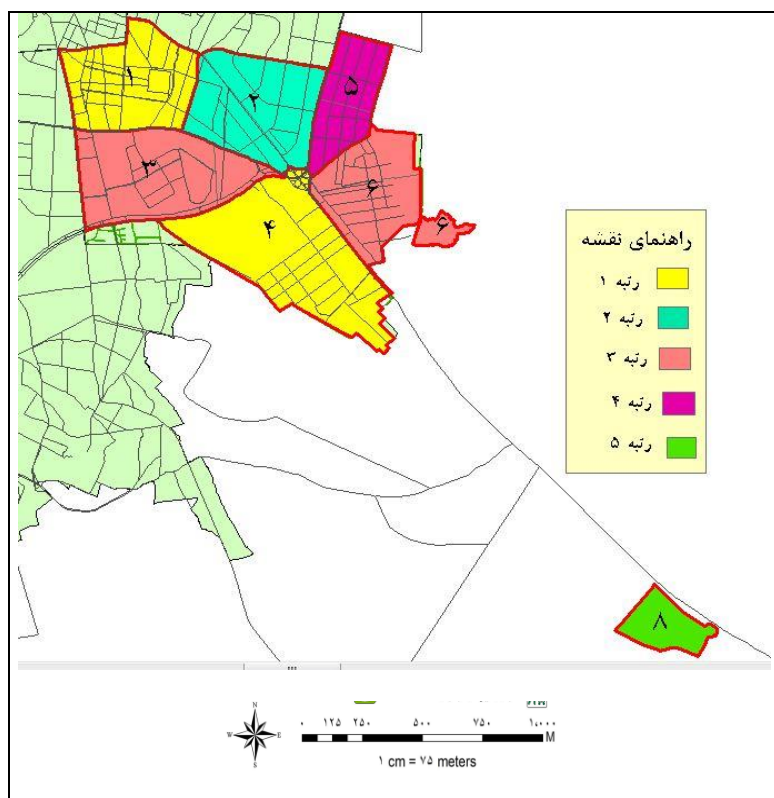 ۱
۲
۵
۳
۶
۶
۴
راهنمای نقشه
رتبه ۱
رتبه ۲
رتبه ۳
رتبه ۴
رتبه ۵
۸
N
W E
S
۰ ۱۲۵ ۲۵۰ ۵۰۰ ۷۵۰ ۱،۰۰۰
M
۱ cm = ۷۵ meters